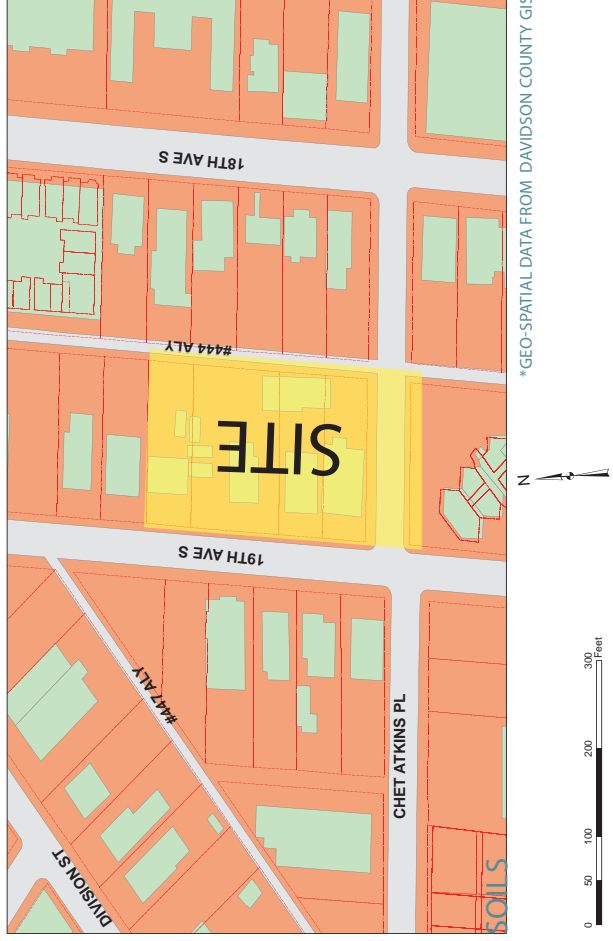 18TH AVE S
#444 ALY
SITE
19TH AVE S
#447 ALY
CHET ATKINS PL
DIVISION ST
SOILS
*GEO-SPATIAL DATA FROM DAVIDSON COUNTY GIS
N
0 50 100 200 300
Feet